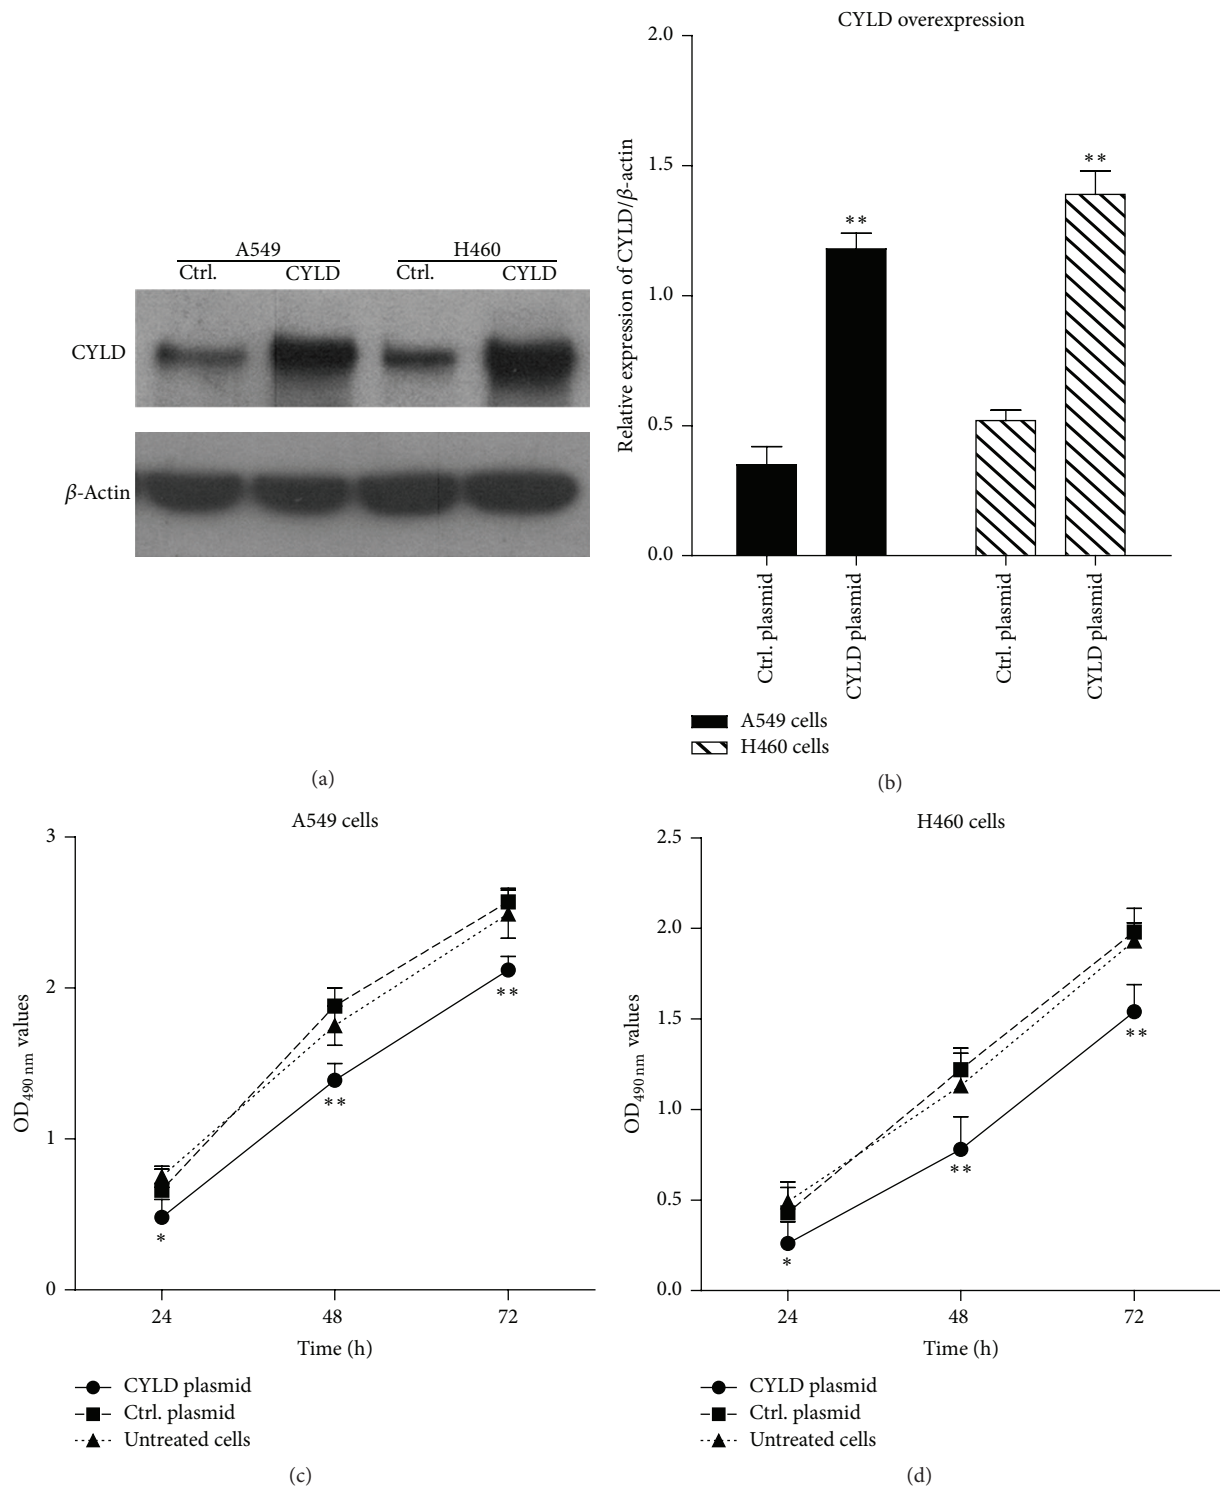 A549
H460
Ctrl.
CYLD
Ctrl.
CYLD
CYLD
β-Actin
(a)
CYLD overexpression
Relative expression of CYLD/β-actin
2.0
1.5
1.0
0.5
0.0
**
**
Ctrl. plasmid
CYLD plasmid
Ctrl. plasmid
CYLD plasmid
A549 cells
H460 cells
(b)
A549 cells
OD490 nm values
3
2
1
0
*
**
**
24
48
72
Time (h)
CYLD plasmid
Ctrl. plasmid
Untreated cells
(c)
H460 cells
OD490 nm values
2.5
2.0
1.5
1.0
0.5
0.0
*
**
**
24
48
72
Time (h)
CYLD plasmid
Ctrl. plasmid
Untreated cells
(d)